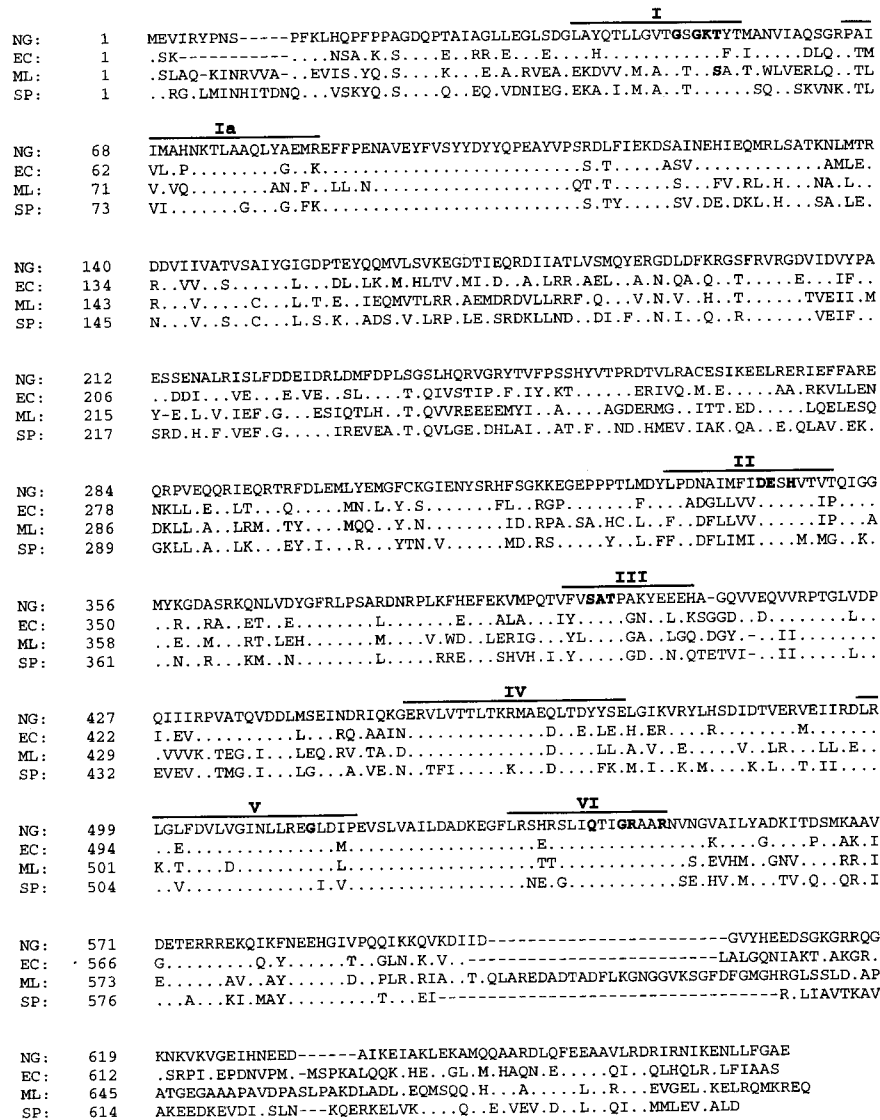 I
NG: 1 MEVIRYPNS-----PFKLHQPFPPAGDQPTAIAGLLEGLSDGLAYQTLLGVTGSGKTYTMANVIAQSGRPAI
EC: 1 .SK------------...NSA.K.S....E..RR.E...E....H............F.I....DLQ..TM
ML: 1 .SLAQ-KINRVVA--.EVIS.YQ.S....K...E.A.RVEA.EKDVV.M.A..T..SA.T.WLVERLQ..TL
SP: 1 ..RG.LMINHITDNQ...VSKYQ.S....Q..EQ.VDNIEG.EKA.I.M.A..T......SQ..SKVNK.TL
Ia
NG: 68 IMAHNKTLAAQLYAEMREFFPENAVEYFVSYYDYYQPEAYVPSRDLFIEKDSAINEHIEQMRLSATKNLMTR
EC: 62 VL.P.........G..K..........................S.T.....ASV...........AMLE.
ML: 71 V.VQ........AN.F..LL.N.....................QT.T.....S...FV.RL.H..NA.L..
SP: 73 VI......G...G.FK...........................S.TY.....SV.DE.DKL.H..SA.LE.
NG: 140 DDVIIVATVSAIYGIGDPTEYQQMVLSVKEGDTIEQRDIIATLVSMQYERGDLDFKRGSFRVRGDVIDVYPA
EC: 134 R..VV..S......L...DL.LK.M.HLTV.MI.D..A.LRR.AEL..A.N.QA.Q..T.....E...IF..
ML: 143 R...V.....C...L.T.E..IEQMVTLRR.AEMDRDVLLRRF.Q...V.N.V..H..T.......TVEII.M
SP: 145 N...V..S..C...L.S.K..ADS.V.LRP.LE.SRDKLLND..DI.F..N.I..Q..R.......VEIF..
NG: 212 ESSENALRISLFDDEIDRLDMFDPLSGSLHQRVGRYTVFPSSHYVTPRDTVLRACESIKEELRERIEFFARE
EC: 206 ..DDI...VE...E.VE..SL....T.QIVSTIP.F.IY.KT......ERIVQ.M.E....AA.RKVLLEN
ML: 215 Y-E.L.V.IEF.G...ESIQTLH..T.QVVREEEEMYI..A....AGDERMG..ITT.ED....LQELESQ
SP: 217 SRD.H.F.VEF.G.....IREVEA.T.QVLGE.DHLAI..AT.F..ND.HMEV.IAK.QA..E.QLAV.EK.
II
NG: 284 QRPVEQQRIEQRTRFDLEMLYEMGFCKGIENYSRHFSGKKEGEPPPTLMDYLPDNAIMFIDESHVTVTQIGG
EC: 278 NKLL.E..LT...Q.....MN.L.Y.S........FL..RGP.......F...ADGLLVV......IP....
ML: 286 DKLL.A..LRM..TY....MQQ..Y.N........ID.RPA.SA.HC.L..F..DFLLVV......IP...A
SP: 289 GKLL.A..LK...EY.I...R...YTN.V......MD.RS.....Y..L.FF..DFLIMI.....M.MG..K.
III
NG: 356 MYKGDASRKQNLVDYGFRLPSARDNRPLKFHEFEKVMPQTVFVSATPAKYEEEHA-GQVVEQVVRPTGLVDP
EC: 350 ..R..RA..ET..E.........L.....E...ALA....IY......GN..L.KSGGD..D.......L..
ML: 358 ..E..M...RT.LEH........M....V.WD..LERIG...YL....GA..LGQ.DGY.-..II.....L..
SP: 361 ..N..R...KM..N.........L....RRE...SHVH.I.Y......GD..N.QTETVI-..II.....L..
IV
NG: 427 QIIIRPVATQVDDLMSEINDRIQKGERVLVTTLTKRMAEQLTDYYSELGIKVRYLHSDIDTVERVEIIRDLR
EC: 422 I.EV...........L...RQ.AAIN...............D..E.LE.H.ER....R.......M......
ML: 429 .VVVK.TEG.I....LEQ.RV.TA.D...............D....LL.A.V..E.....V..LR..LL.E..
SP: 432 EVEV..TMG.I....LG...A.VE.N..TFI.....K....D...FK.M.I..K.M....K.L..T.II....
V VI
NG: 499 LGLFDVLVGINLLREGLDIPEVSLVAILDADKEGFLRSHRSLIQTIGRAARNVNGVAILYADKITDSMKAAV
EC: 494 ..E................M..................E................K....G....P..AK.I
ML: 501 K.T....D...........L..................TT.............S.EVHM..GNV.....RR.I
SP: 504 ..V.............I.V..................NE.G............SE.HV.M...TV.Q..QR.I
NG: 571 DETERRREKQIKFNEEHGIVPQQIKKQVKDIID------------------------GVYHEEDSGKGRRQG
EC: 566 G.........Q.Y.....T..GLN.K.V..--------------------------LALGQNIAKT.AKGR.
ML: 573 E.....AV..AY......D..PLR.RIA..T.QLAREDADTADFLKGNGGVKSGFDFGMGHRGLSSLD.AP
SP: 576 ...A...KI.MAY.....T...EI----------------------------------R.LIAVTKAV
NG: 619 KNKVKVGEIHNEED-----AIKEIAKLEKAMQQAARDLQFEEAAVLRDRIRNIKENLLFGAE
EC: 612 .SRPI.EPDNVPM.-MSPKALQQK.HE..GL.M.HAQN.E.....QI..QLHQLR.LFIAAS
ML: 645 ATGEGAAAPAVDPASLPAKDLADL.EQMSQQ.H...A.....L..R...EVGEL.KELRQMKREQ
SP: 614 AKEEDKEVDI.SLN---KQERKELVK....Q..E.VEV.D..L...QI..MMLEV.ALD